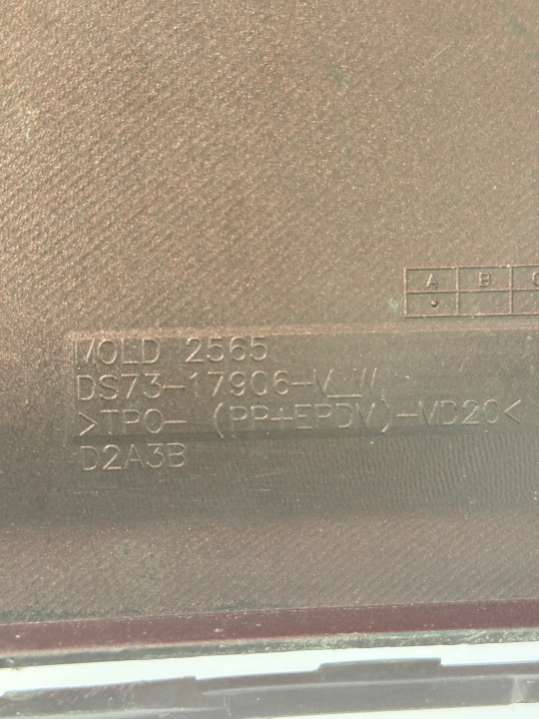 A B C
MOLD 2565
DS73-17906-
>TPO- (PP+EPDM)-MD20<
D2A3B